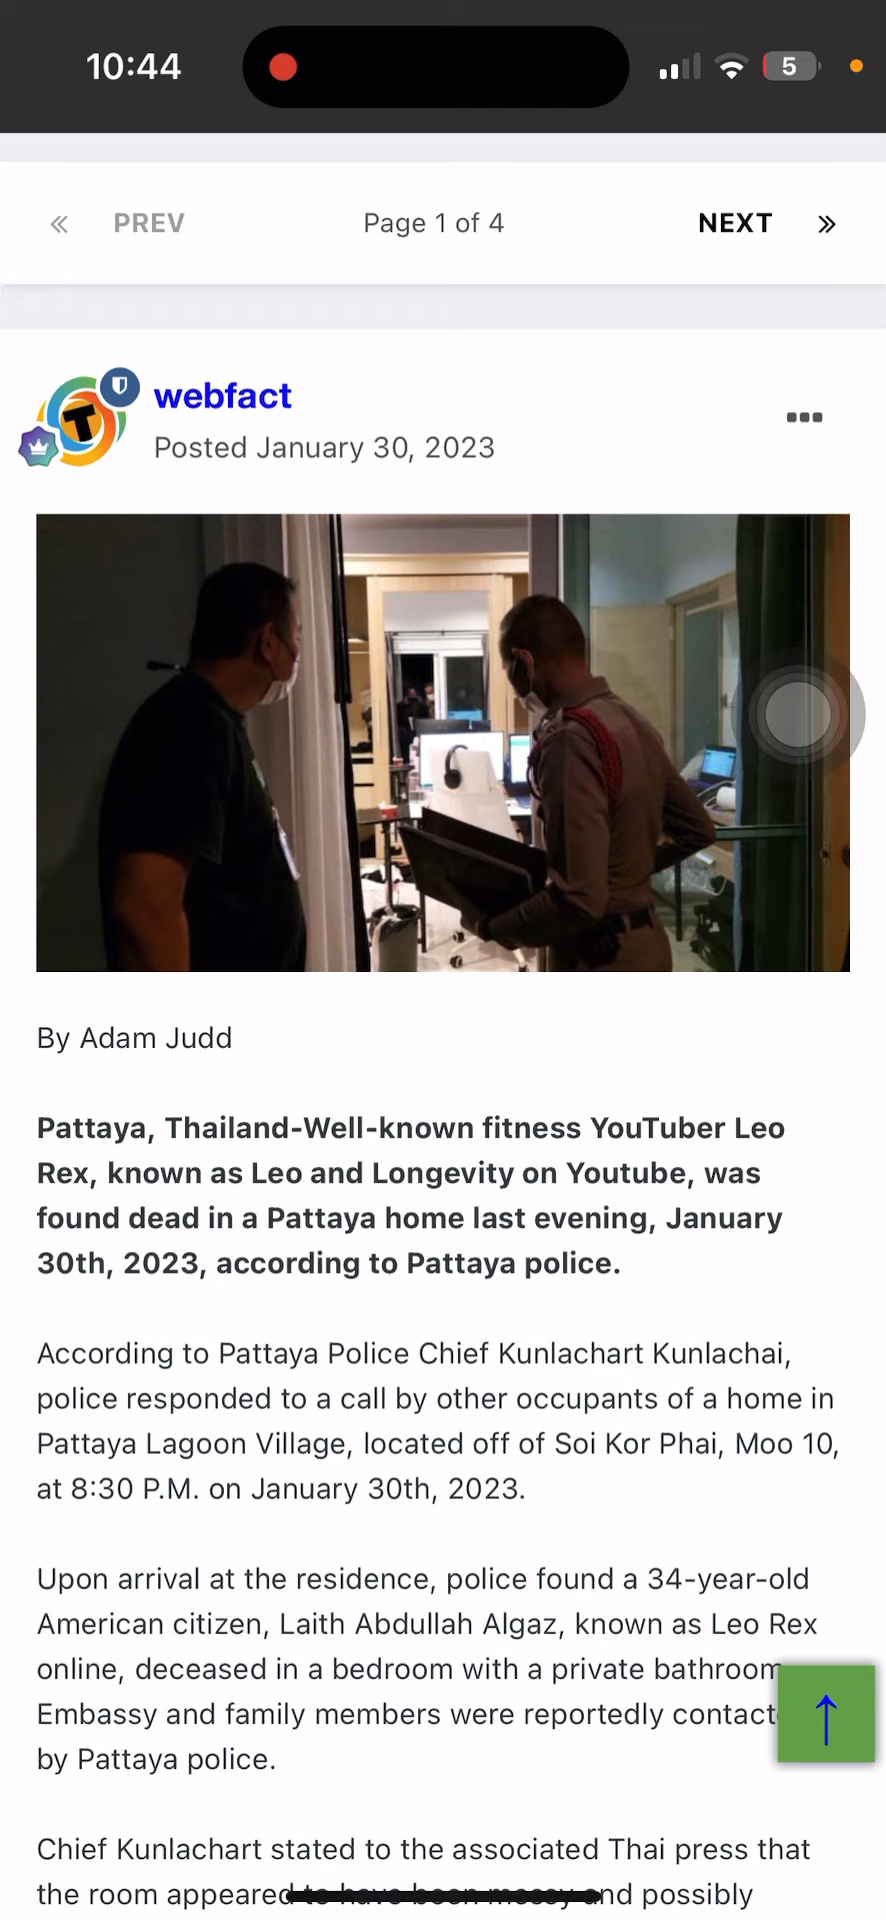 10:44
5
PREV Page 1 of 4 NEXT
webfact
Posted January 30, 2023
T
By Adam Judd
Pattaya, Thailand-Well-known fitness YouTuber Leo
Rex, known as Leo and Longevity on Youtube, was
found dead in a Pattaya home last evening, January
30th, 2023, according to Pattaya police.
According to Pattaya Police Chief Kunlachart Kunlachai,
police responded to a call by other occupants of a home in
Pattaya Lagoon Village, located off of Soi Kor Phai, Moo 10,
at 8:30 P.M. on January 30th, 2023.
Upon arrival at the residence, police found a 34-year-old
American citizen, Laith Abdullah Algaz, known as Leo Rex
online, deceased in a bedroom with a private bathroom
Embassy and family members were reportedly contact
by Pattaya police.
Chief Kunlachart stated to the associated Thai press that
the room appeared to have been messy and possibly